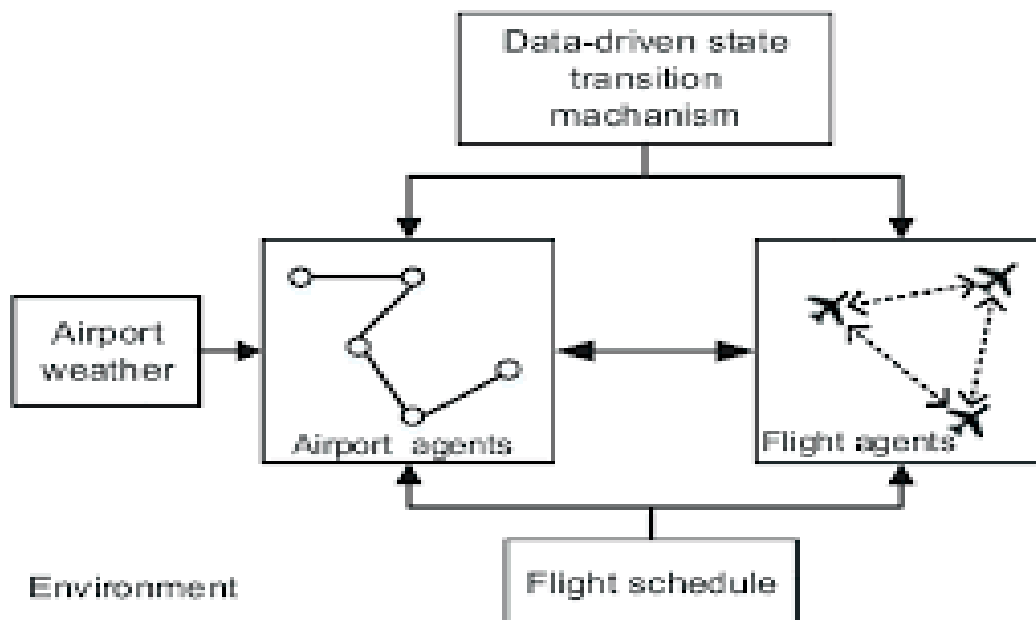 Data-driven state
transition
machanism
Airport
weather
Airport agents
Flight agents
Environment
Flight schedule